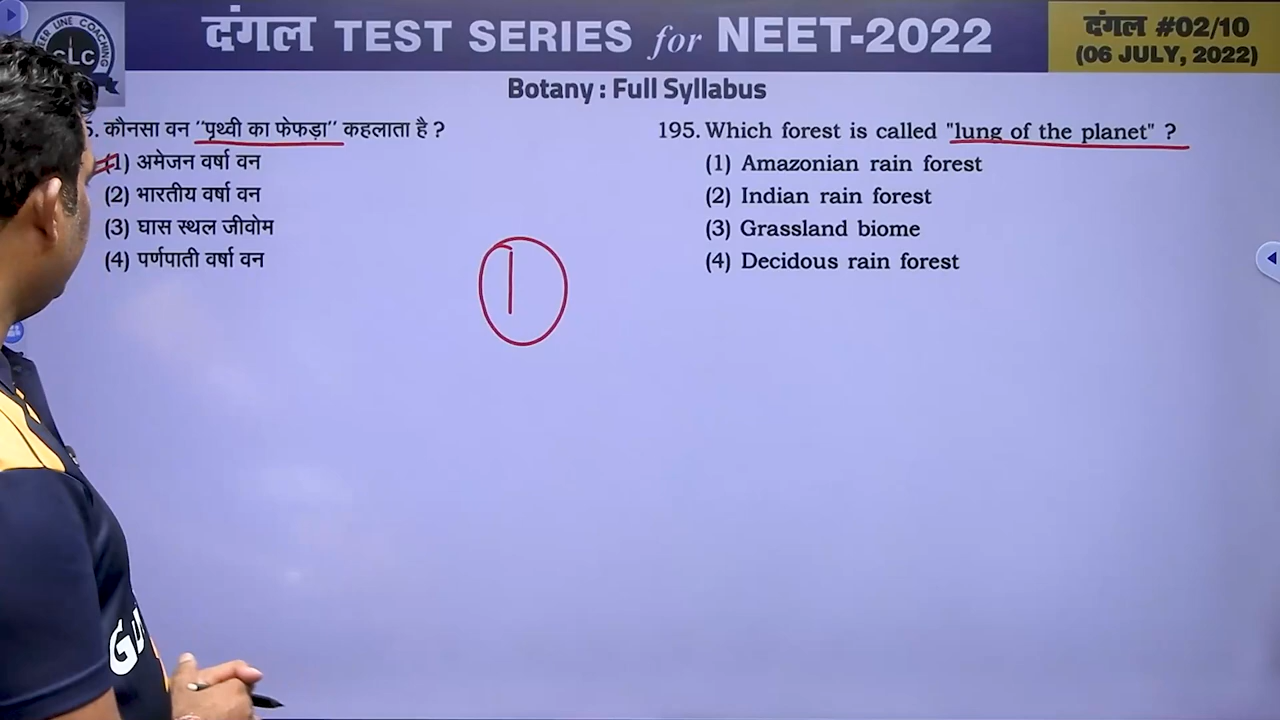 CLC
दंगल TEST SERIES for NEET-2022
दंगल #02/10
(06 JULY, 2022)
Botany : Full Syllabus
5. कौनसा वन "पृथ्वी का फेफड़ा" कहलाता है ?
(1) अमेजन वर्षा वन
(2) भारतीय वर्षा वन
(3) घास स्थल जीवोम
(4) पर्णपाती वर्षा वन
1
195. Which forest is called "lung of the planet" ?
(1) Amazonian rain forest
(2) Indian rain forest
(3) Grassland biome
(4) Decidous rain forest